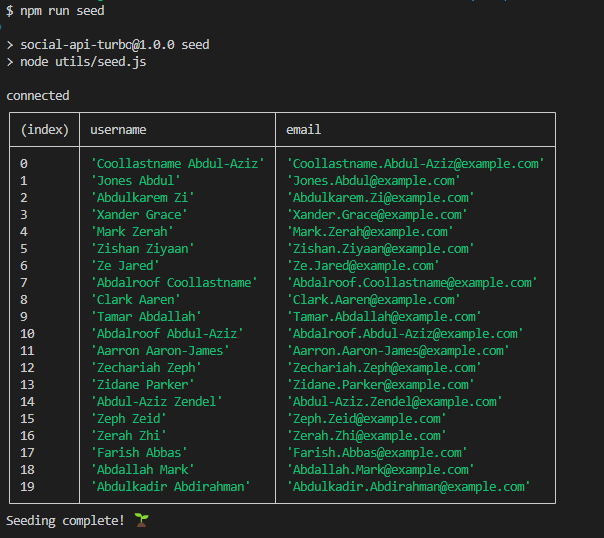 $ npm run seed
> social-api-turbo@1.0.0 seed
> node utils/seed.js
connected
(index) username email
0 'Coollastname Abdul-Aziz' 'Coollastname.Abdul-Aziz@example.com'
1 'Jones Abdul' 'Jones.Abdul@example.com'
2 'Abdulkarem Zi' 'Abdulkarem.Zi@example.com'
3 'Xander Grace' 'Xander.Grace@example.com'
4 'Mark Zerah' 'Mark.Zerah@example.com'
5 'Zishan Ziyaan' 'Zishan.Ziyaan@example.com'
6 'Ze Jared' 'Ze.Jared@example.com'
7 'Abdalroof Coollastname' 'Abdalroof.Coollastname@example.com'
8 'Clark Aaren' 'Clark.Aaren@example.com'
9 'Tamar Abdallah' 'Tamar.Abdallah@example.com'
10 'Abdalroof Abdul-Aziz' 'Abdalroof.Abdul-Aziz@example.com'
11 'Aarron Aaron-James' 'Aarron.Aaron-James@example.com'
12 'Zechariah Zeph' 'Zechariah.Zeph@example.com'
13 'Zidane Parker' 'Zidane.Parker@example.com'
14 'Abdul-Aziz Zendel' 'Abdul-Aziz.Zendel@example.com'
15 'Zeph Zeid' 'Zeph.Zeid@example.com'
16 'Zerah Zhi' 'Zerah.Zhi@example.com'
17 'Farish Abbas' 'Farish.Abbas@example.com'
18 'Abdallah Mark' 'Abdallah.Mark@example.com'
19 'Abdulkadir Abdirahman' 'Abdulkadir.Abdirahman@example.com'
Seeding complete! 🌱